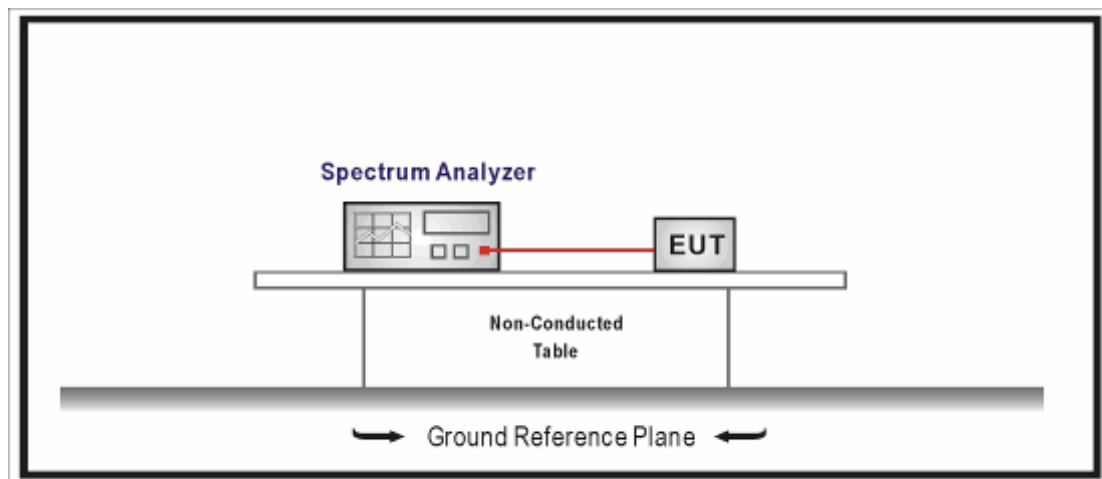 Spectrum Analyzer
EUT
Non-Conducted
Table
Ground Reference Plane